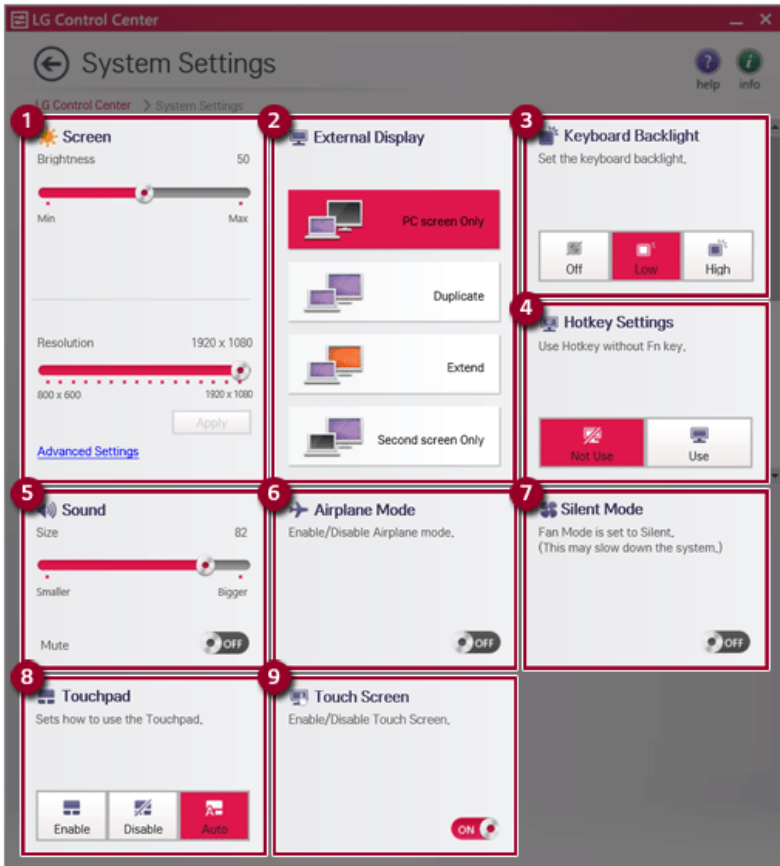 LG Control Center
System Settings
help
info
LG Control Center > System Settings
1
Screen
Brightness 50
Min Max
Resolution 1920 x 1080
800 x 600 1920 x 1080
Apply
Advanced Settings
2
External Display
PC screen Only
Duplicate
Extend
Second screen Only
3
Keyboard Backlight
Set the keyboard backlight.
Off Low High
4
Hotkey Settings
Use Hotkey without Fn key.
Not Use Use
5
Sound
Size 82
Smaller Bigger
Mute OFF
6
Airplane Mode
Enable/Disable Airplane mode.
OFF
7
Silent Mode
Fan Mode is set to Silent.
(This may slow down the system.)
OFF
8
Touchpad
Sets how to use the Touchpad.
Enable Disable Auto
9
Touch Screen
Enable/Disable Touch Screen.
ON